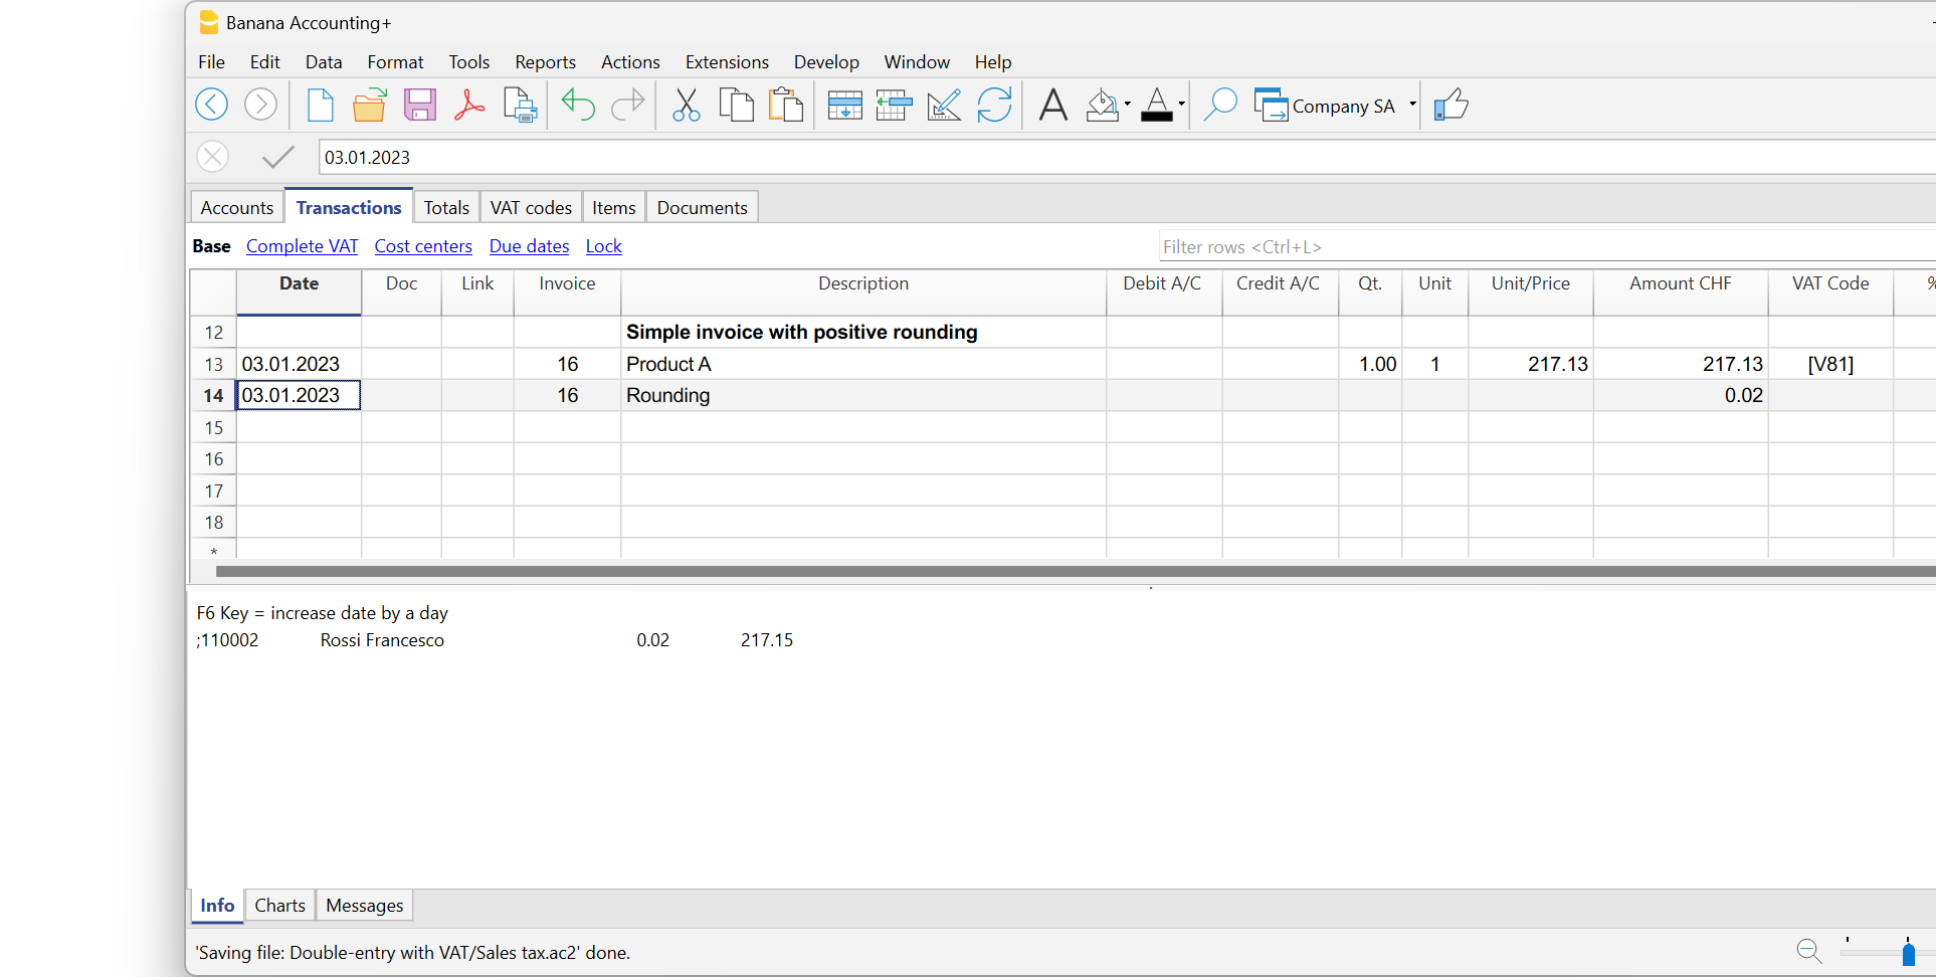 Banana Accounting+
File Edit Data Format Tools Reports Actions Extensions Develop Window Help
Company SA
03.01.2023
Accounts Transactions Totals VAT codes Items Documents
Base Complete VAT Cost centers Due dates Lock Filter rows <Ctrl+L>
Date Doc Link Invoice Description Debit A/C Credit A/C Qt. Unit Unit/Price Amount CHF VAT Code %
12 Simple invoice with positive rounding
13 03.01.2023 16 Product A 1.00 1 217.13 217.13 [V81]
14 03.01.2023 16 Rounding 0.02
15
16
17
18
*
F6 Key = increase date by a day
;110002 Rossi Francesco 0.02 217.15
Info Charts Messages
'Saving file: Double-entry with VAT/Sales tax.ac2' done.